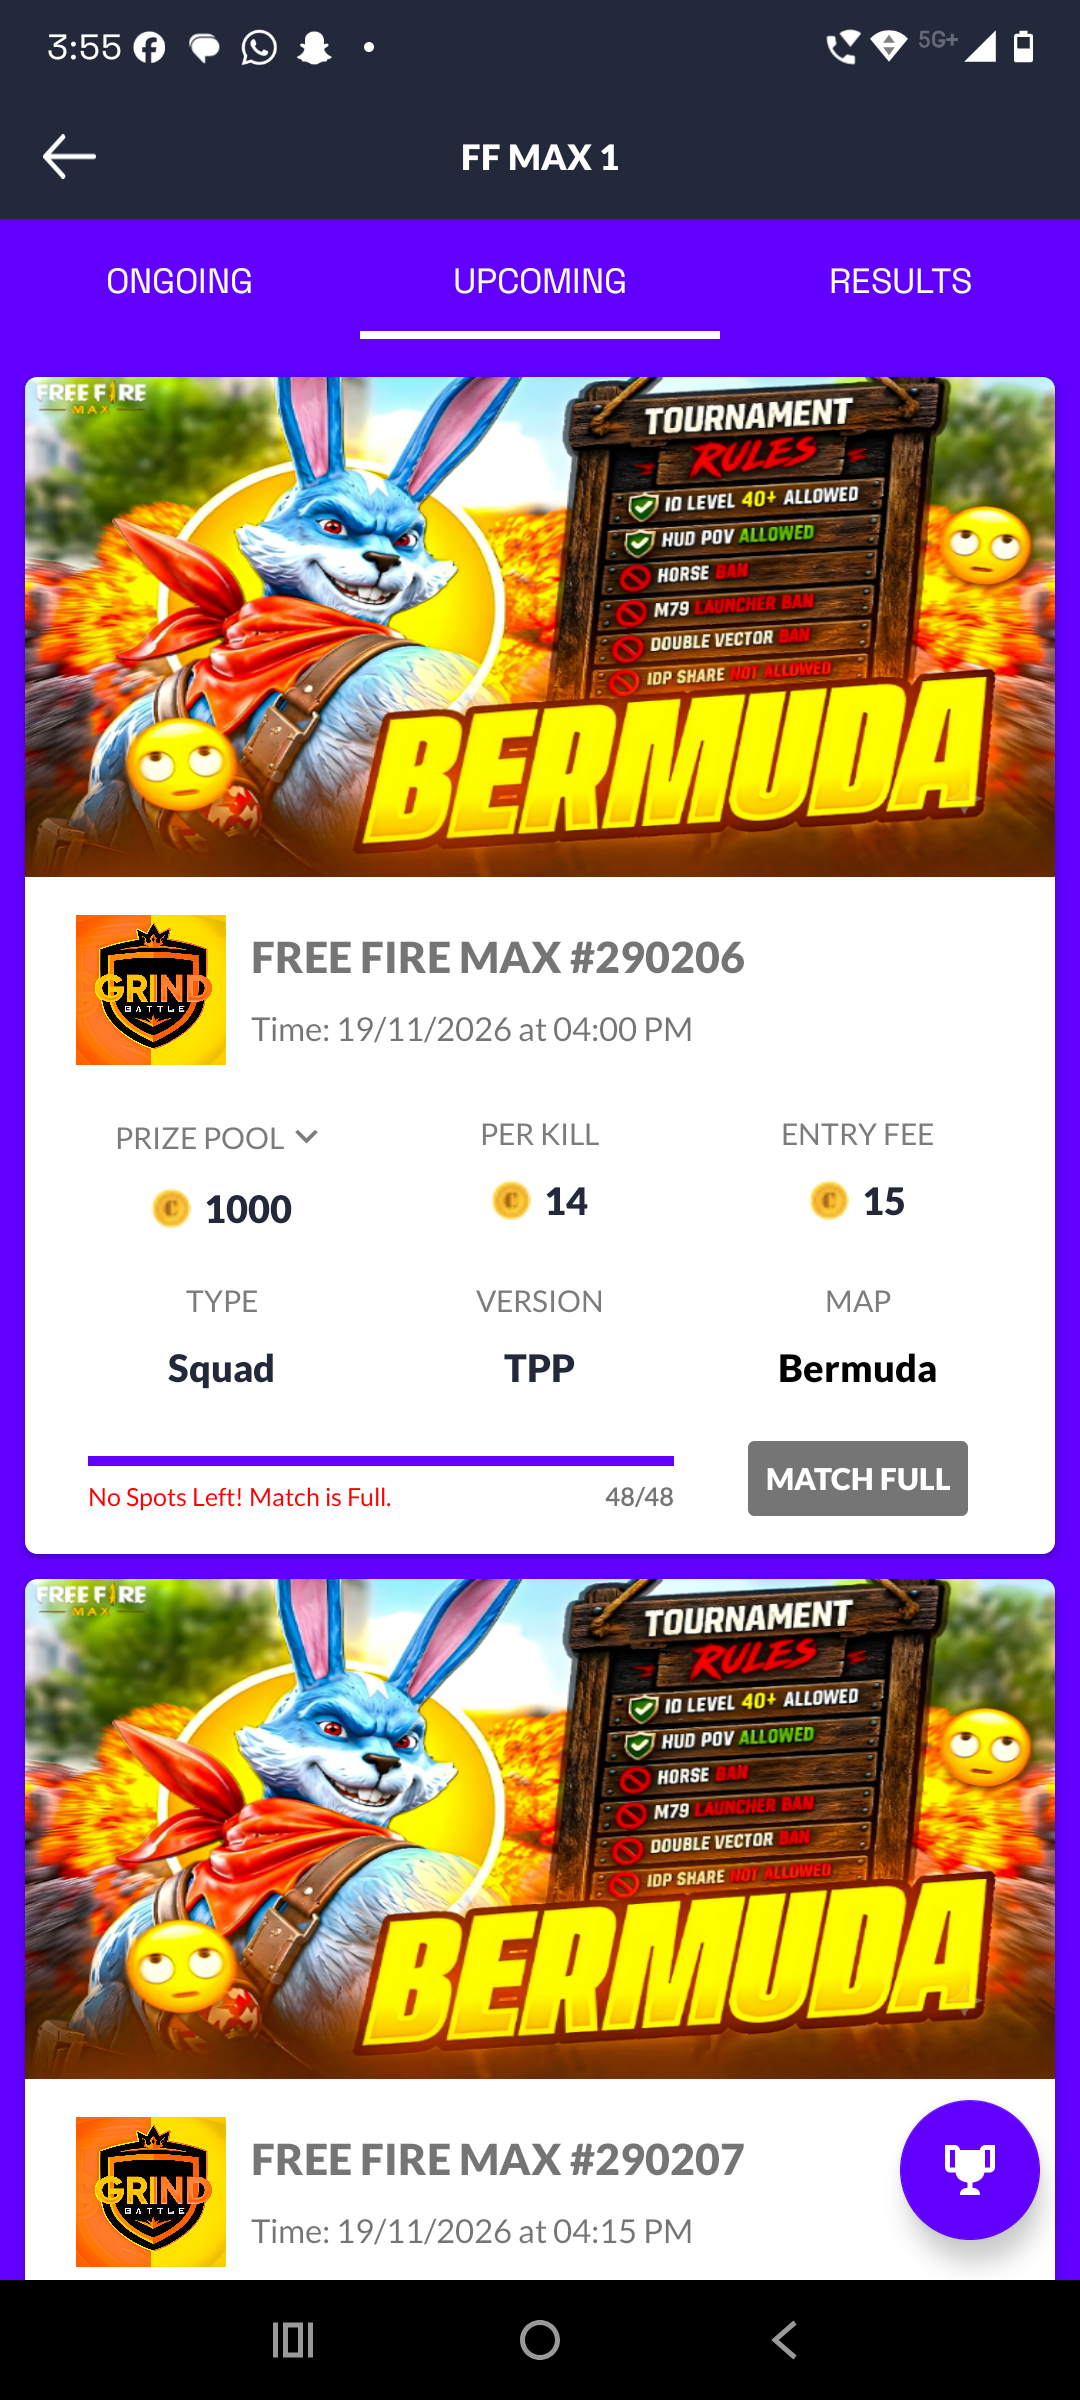 3:55
5G+
FF MAX 1
ONGOING
UPCOMING
RESULTS
FREE FIRE
MAX
TOURNAMENT
RULES
ID LEVEL 40+ ALLOWED
HUD POV ALLOWED
HORSE BAN
M79 LAUNCHER BAN
DOUBLE VECTOR BAN
IDP SHARE NOT ALLOWED
BERMUDA
GRIND
BATTLE
FREE FIRE MAX #290206
Time: 19/11/2026 at 04:00 PM
PRIZE POOL
PER KILL
ENTRY FEE
1000
14
15
TYPE
VERSION
MAP
Squad
TPP
Bermuda
No Spots Left! Match is Full.
48/48
MATCH FULL
FREE FIRE
MAX
TOURNAMENT
RULES
ID LEVEL 40+ ALLOWED
HUD POV ALLOWED
HORSE BAN
M79 LAUNCHER BAN
DOUBLE VECTOR BAN
IDP SHARE NOT ALLOWED
BERMUDA
GRIND
BATTLE
FREE FIRE MAX #290207
Time: 19/11/2026 at 04:15 PM